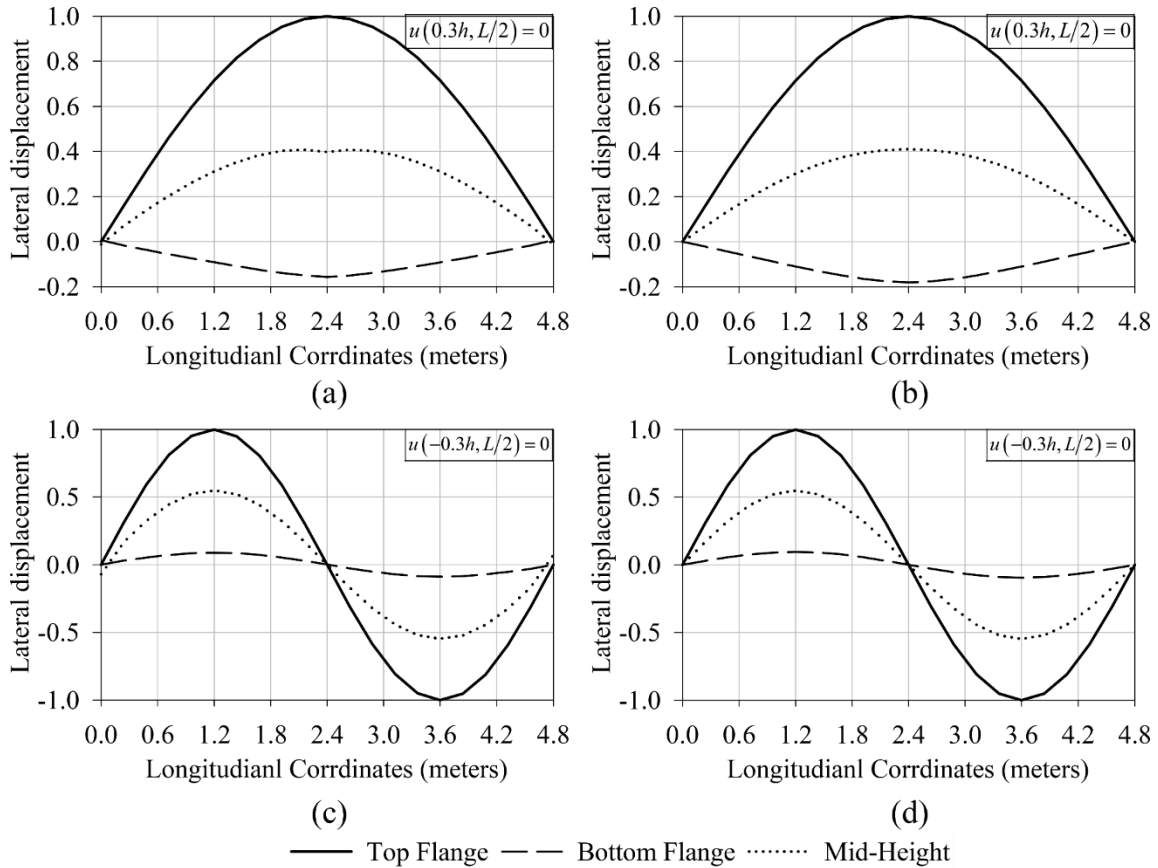 u(0.3h, L/2)=0
1.0
0.8
0.6
0.4
0.2
0.0
-0.2
Lateral displacement
0.0 0.6 1.2 1.8 2.4 3.0 3.6 4.2 4.8
Longitudianl Corrdinates (meters)
(a)
u(0.3h, L/2)=0
1.0
0.8
0.6
0.4
0.2
0.0
-0.2
Lateral displacement
0.0 0.6 1.2 1.8 2.4 3.0 3.6 4.2 4.8
Longitudianl Corrdinates (meters)
(b)
u(-0.3h, L/2)=0
1.0
0.5
0.0
-0.5
-1.0
Lateral displacement
0.0 0.6 1.2 1.8 2.4 3.0 3.6 4.2 4.8
Longitudianl Corrdinates (meters)
(c)
u(-0.3h, L/2)=0
1.0
0.5
0.0
-0.5
-1.0
Lateral displacement
0.0 0.6 1.2 1.8 2.4 3.0 3.6 4.2 4.8
Longitudianl Corrdinates (meters)
(d)
Top Flange Bottom Flange Mid-Height